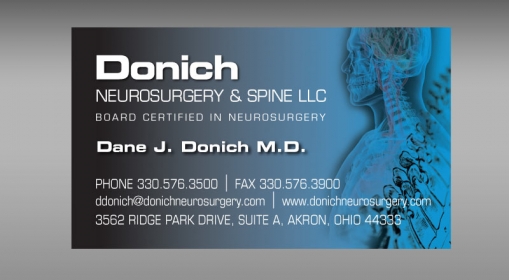 Donich
NEUROSURGERY & SPINE LLC
BOARD CERTIFIED IN NEUROSURGERY
Dane J. Donich M.D.
PHONE 330.576.3500 | FAX 330.576.3900
ddonich@donichneurosurgery.com | www.donichneurosurgery.com
3562 RIDGE PARK DRIVE, SUITE A, AKRON, OHIO 44333